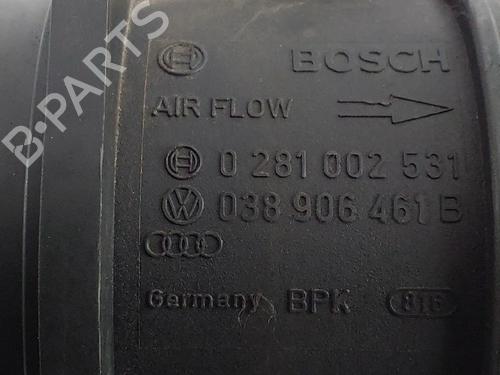 BOSCH
AIR FLOW
0 281 002 531
038 906 461 B
Germany BPK 816
B-PARTS